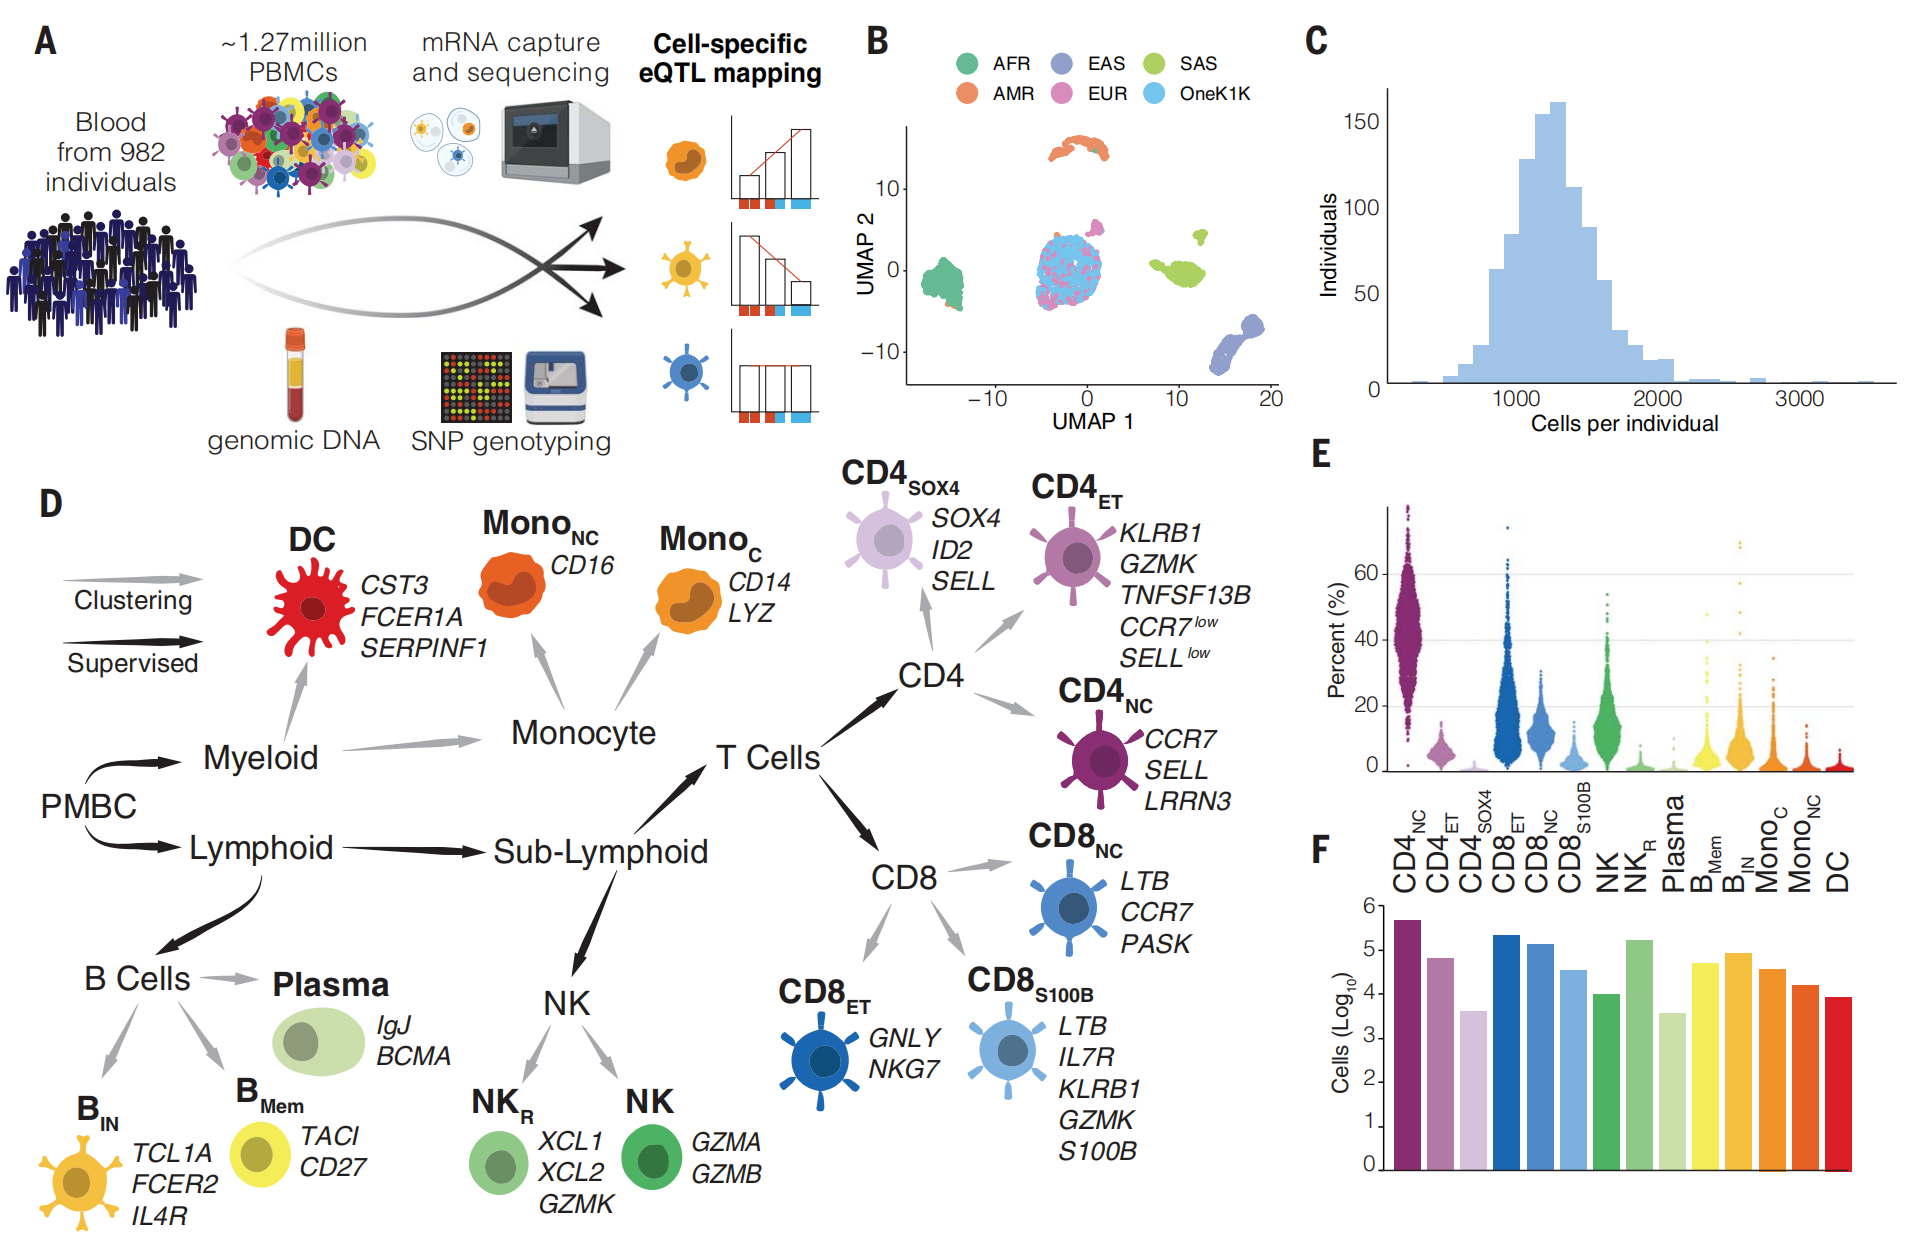 A
~1.27million
PBMCs
mRNA capture
and sequencing
Cell-specific
eQTL mapping
Blood
from 982
individuals
genomic DNA
SNP genotyping
B
AFR
EAS
SAS
AMR
EUR
OneK1K
UMAP 2
10
0
−10
−10
0
10
20
UMAP 1
C
Individuals
150
100
50
0
1000
2000
3000
Cells per individual
D
Clustering
Supervised
DC
CST3
FCER1A
SERPINF1
MonoNC
CD16
MonoC
CD14
LYZ
CD4SOX4
SOX4
ID2
SELL
CD4ET
KLRB1
GZMK
TNFSF13B
CCR7 low
SELL low
CD4
CD4NC
CCR7
SELL
LRRN3
Monocyte
Myeloid
T Cells
PMBC
Lymphoid
Sub-Lymphoid
CD8
CD8NC
LTB
CCR7
PASK
CD8ET
GNLY
NKG7
CD8S100B
LTB
IL7R
KLRB1
GZMK
S100B
B Cells
Plasma
IgJ
BCMA
NK
BIN
TCL1A
FCER2
IL4R
BMem
TACI
CD27
NKR
XCL1
XCL2
GZMK
NK
GZMA
GZMB
E
Percent (%)
60
40
20
0
CD4NC
CD4ET
CD4SOX4
CD8ET
CD8NC
CD8S100B
NK
NKR
Plasma
BMem
BIN
MonoC
MonoNC
DC
F
Cells (Log10)
6
5
4
3
2
1
0